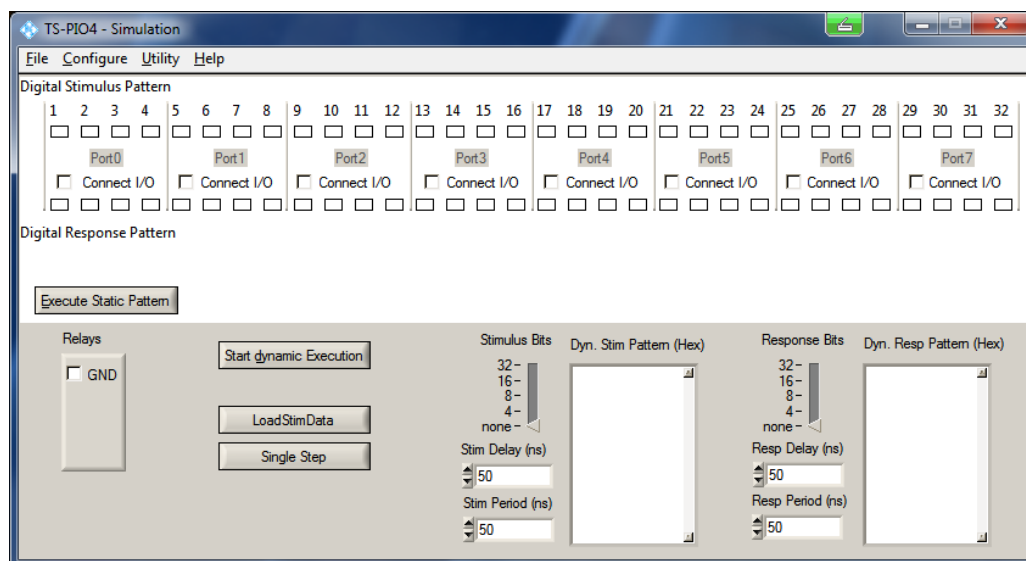 TS-PIO4 - Simulation
File Configure Utility Help
Digital Stimulus Pattern
1 2 3 4 5 6 7 8 9 10 11 12 13 14 15 16 17 18 19 20 21 22 23 24 25 26 27 28 29 30 31 32
Port0 Port1 Port2 Port3 Port4 Port5 Port6 Port7
Connect I/O Connect I/O Connect I/O Connect I/O Connect I/O Connect I/O Connect I/O Connect I/O
Digital Response Pattern
Execute Static Pattern
Relays
GND
Start dynamic Execution
LoadStimData
Single Step
Stimulus Bits
32
16
8
4
none
Stim Delay (ns)
50
Stim Period (ns)
50
Dyn. Stim Pattern (Hex)
Response Bits
32
16
8
4
none
Resp Delay (ns)
50
Resp Period (ns)
50
Dyn. Resp Pattern (Hex)